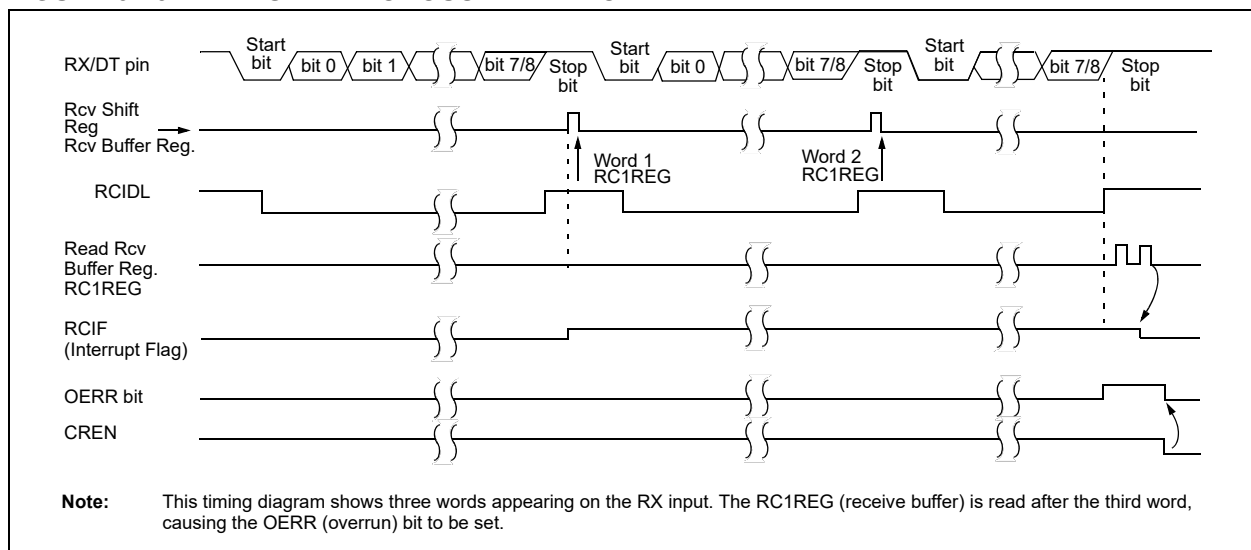 Start bit
bit 0
bit 1
bit 7/8
Stop bit
Start bit
bit 0
bit 7/8
Stop bit
Start bit
bit 7/8
Stop bit
RX/DT pin
Rcv Shift
Reg
Rcv Buffer Reg.
Word 1
RC1REG
Word 2
RC1REG
RCIDL
Read Rcv
Buffer Reg.
RC1REG
RCIF
(Interrupt Flag)
OERR bit
CREN
Note: This timing diagram shows three words appearing on the RX input. The RC1REG (receive buffer) is read after the third word,
causing the OERR (overrun) bit to be set.